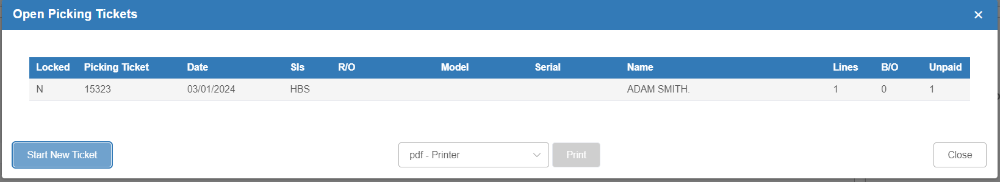 Open Picking Tickets
Locked Picking Ticket Date Sls R/O Model Serial Name Lines B/O Unpaid
N 15323 03/01/2024 HBS ADAM SMITH. 1 0 1
Start New Ticket pdf - Printer Print Close